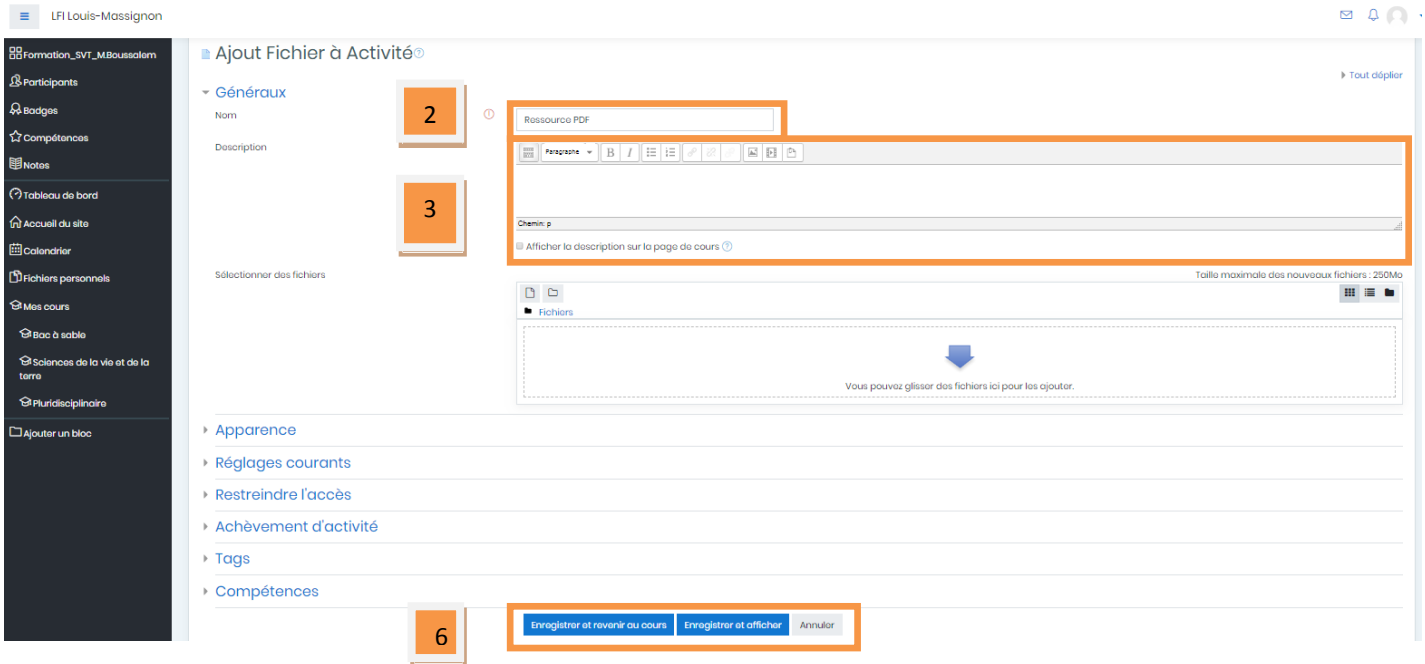 LFI Louis-Massignon
Formation_SVT_M.Boussalem
Participants
Badges
Compétences
Notes
Tableau de bord
Accueil du site
Calendrier
Fichiers personnels
Mes cours
Bac à sable
Sciences de la vie et de la
terre
Pluridisciplinaire
Ajouter un bloc
Ajout Fichier à Activité
Tout déplier
Généraux
Nom
2
Ressource PDF
Description
Paragraphe
B I
3
Chemin: p
Afficher la description sur la page de cours
Sélectionner des fichiers
Taille maximale des nouveaux fichiers : 250Mo
Fichiers
Vous pouvez glisser des fichiers ici pour les ajouter.
Apparence
Réglages courants
Restreindre l'accès
Achèvement d'activité
Tags
Compétences
6
Enregistrer et revenir au cours Enregistrer et afficher Annuler